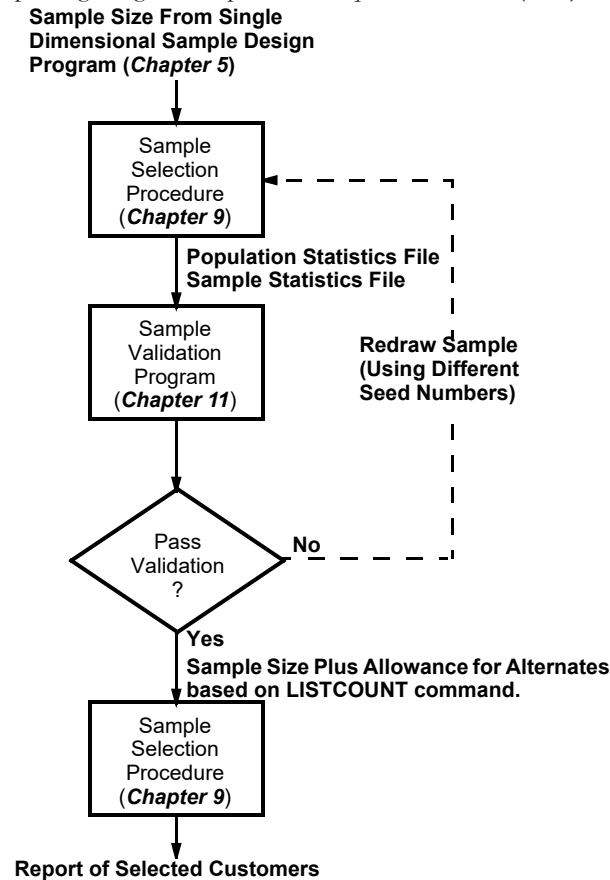 Sample Size From Single
Dimensional Sample Design
Program (Chapter 5)
Sample
Selection
Procedure
(Chapter 9)
Population Statistics File
Sample Statistics File
Sample
Validation
Program
(Chapter 11)
Redraw Sample
(Using Different
Seed Numbers)
Pass
Validation
?
No
Yes
Sample Size Plus Allowance for Alternates
based on LISTCOUNT command.
Sample
Selection
Procedure
(Chapter 9)
Report of Selected Customers